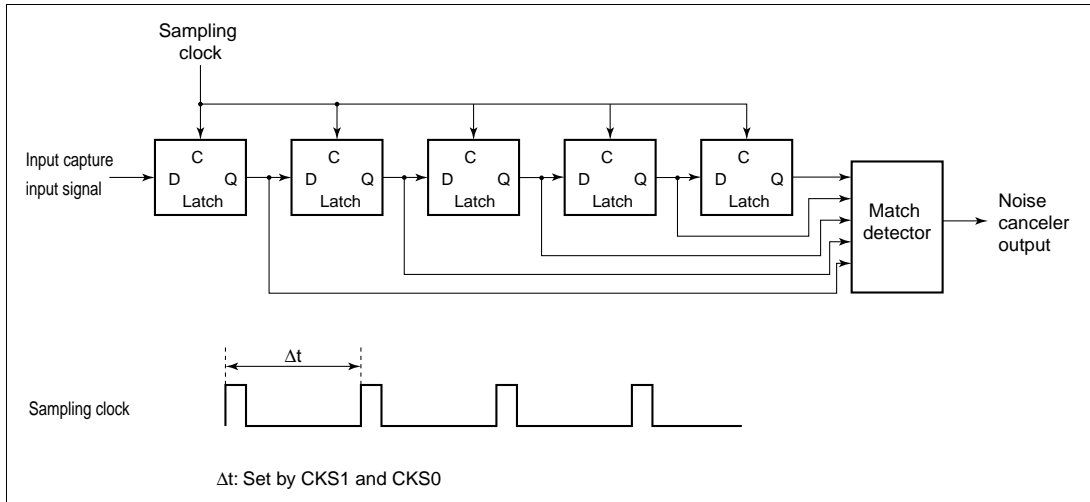 Sampling
clock
Input capture
input signal
C
D Q
Latch
C
D Q
Latch
C
D Q
Latch
C
D Q
Latch
C
D Q
Latch
Match
detector
Noise
canceler
output
Δt
Sampling clock
Δt: Set by CKS1 and CKS0